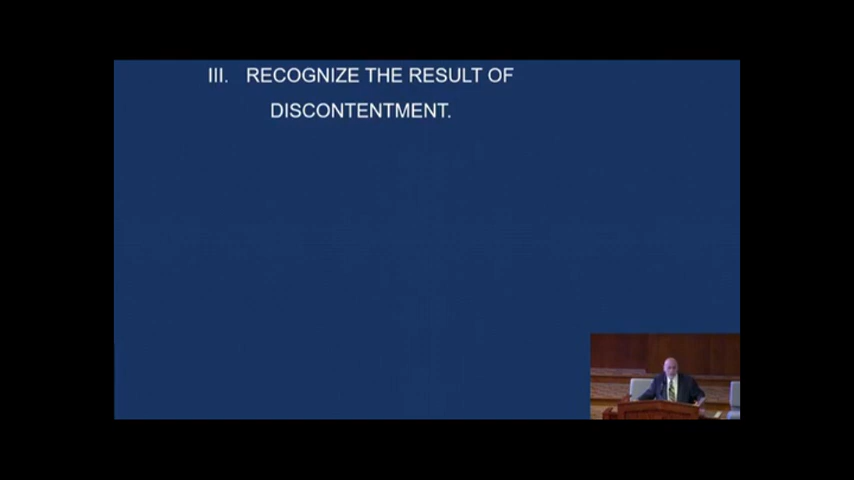 III. RECOGNIZE THE RESULT OF
DISCONTENTMENT.